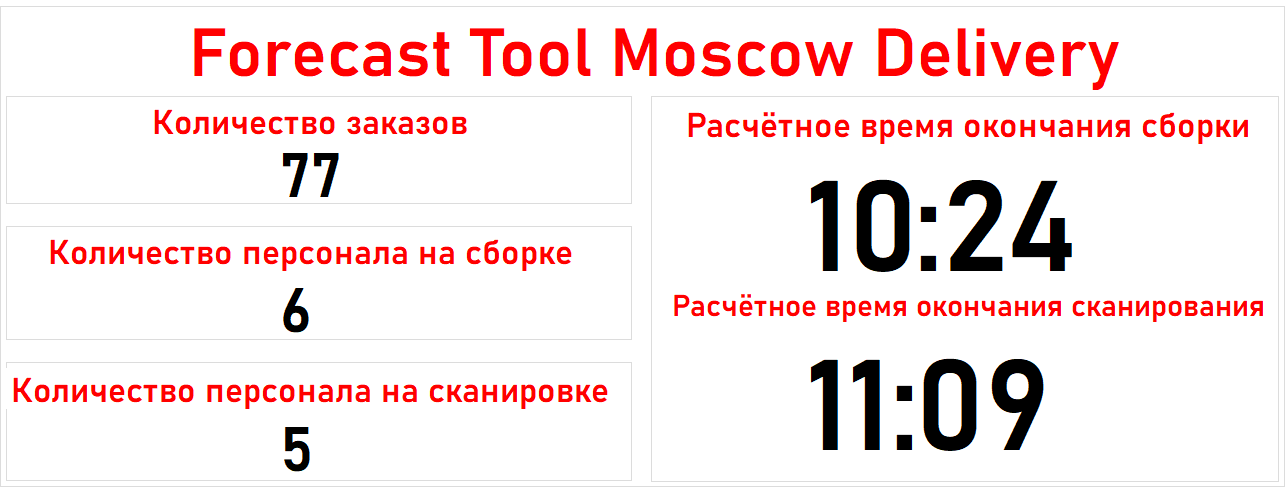 Forecast Tool Moscow Delivery
Количество заказов
77
Количество персонала на сборке
6
Количество персонала на сканировке
5
Расчётное время окончания сборки
10:24
Расчётное время окончания сканирования
11:09